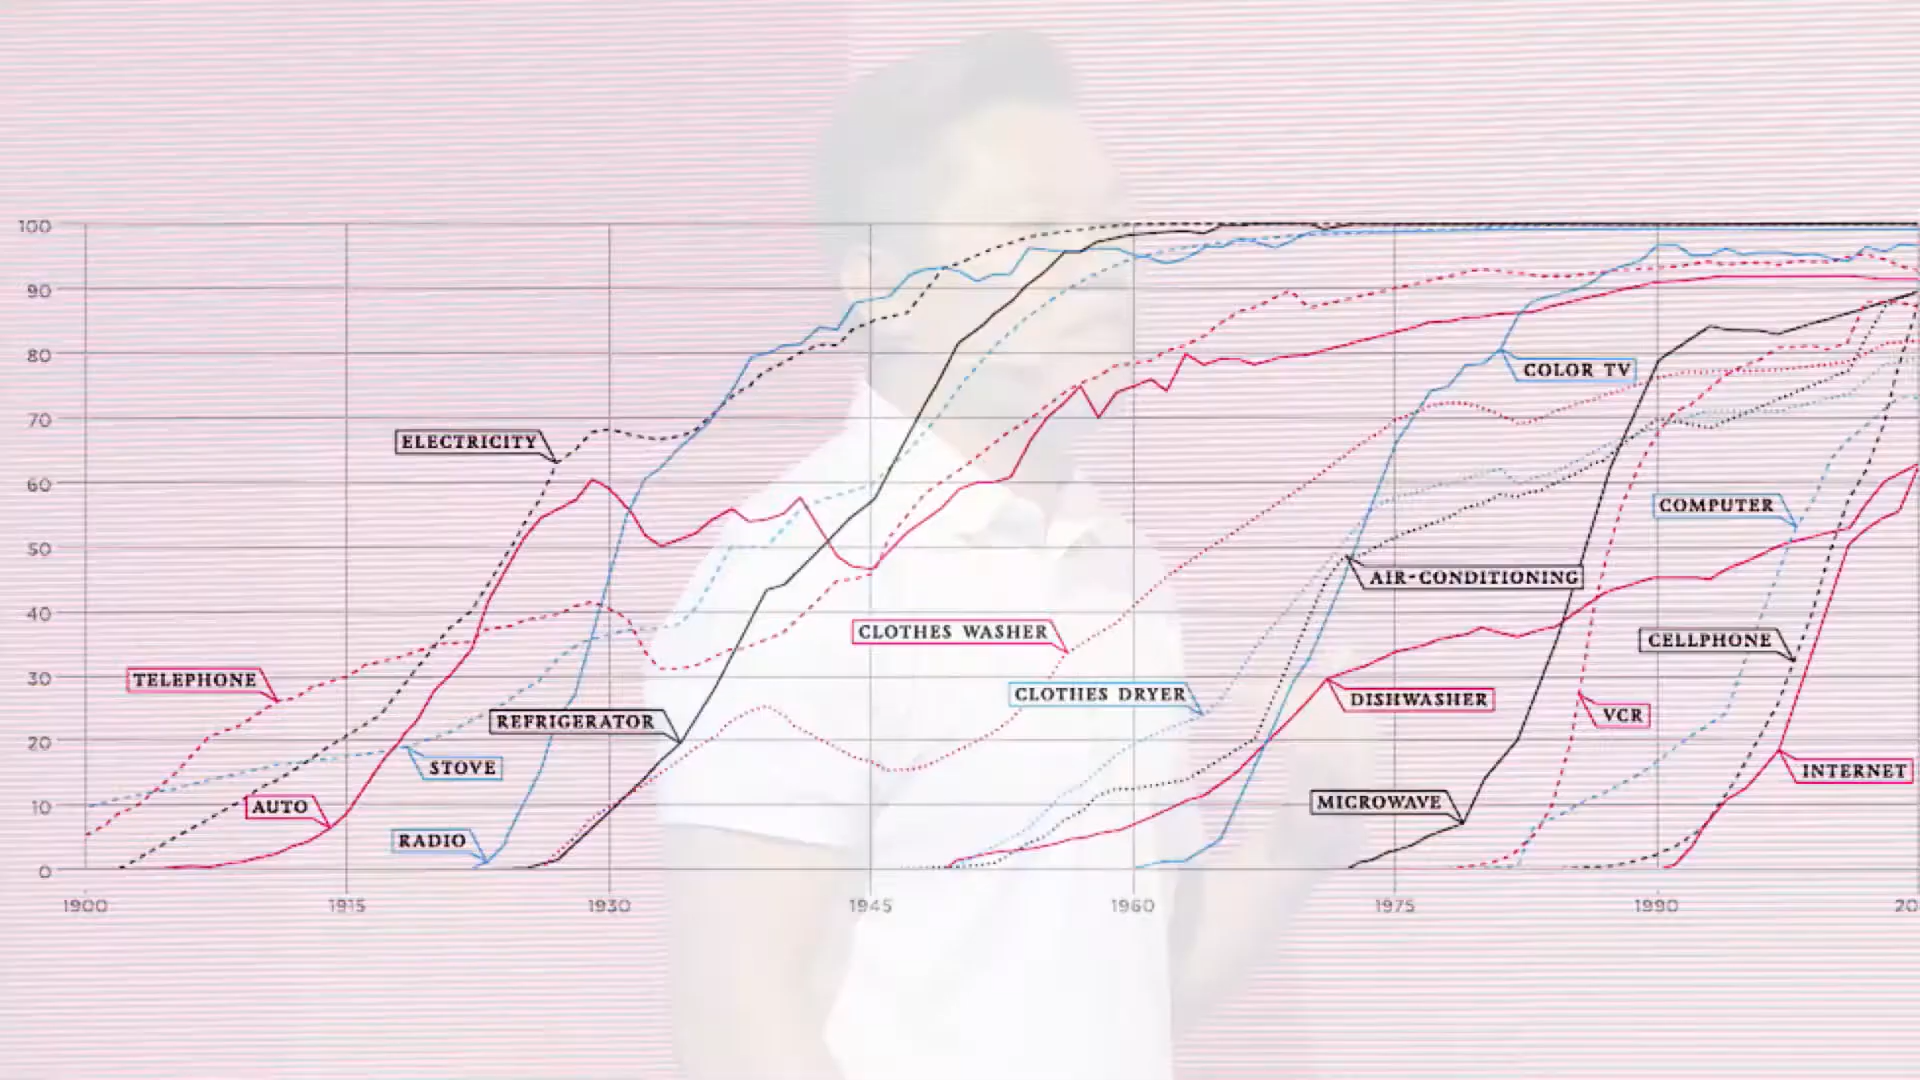 100
90
80
70
60
50
40
30
20
10
0
ELECTRICITY
COLOR TV
COMPUTER
AIR-CONDITIONING
CLOTHES WASHER
CELLPHONE
TELEPHONE
CLOTHES DRYER
DISHWASHER
REFRIGERATOR
VCR
STOVE
INTERNET
AUTO
MICROWAVE
RADIO
1900 1915 1930 1945 1960 1975 1990 20